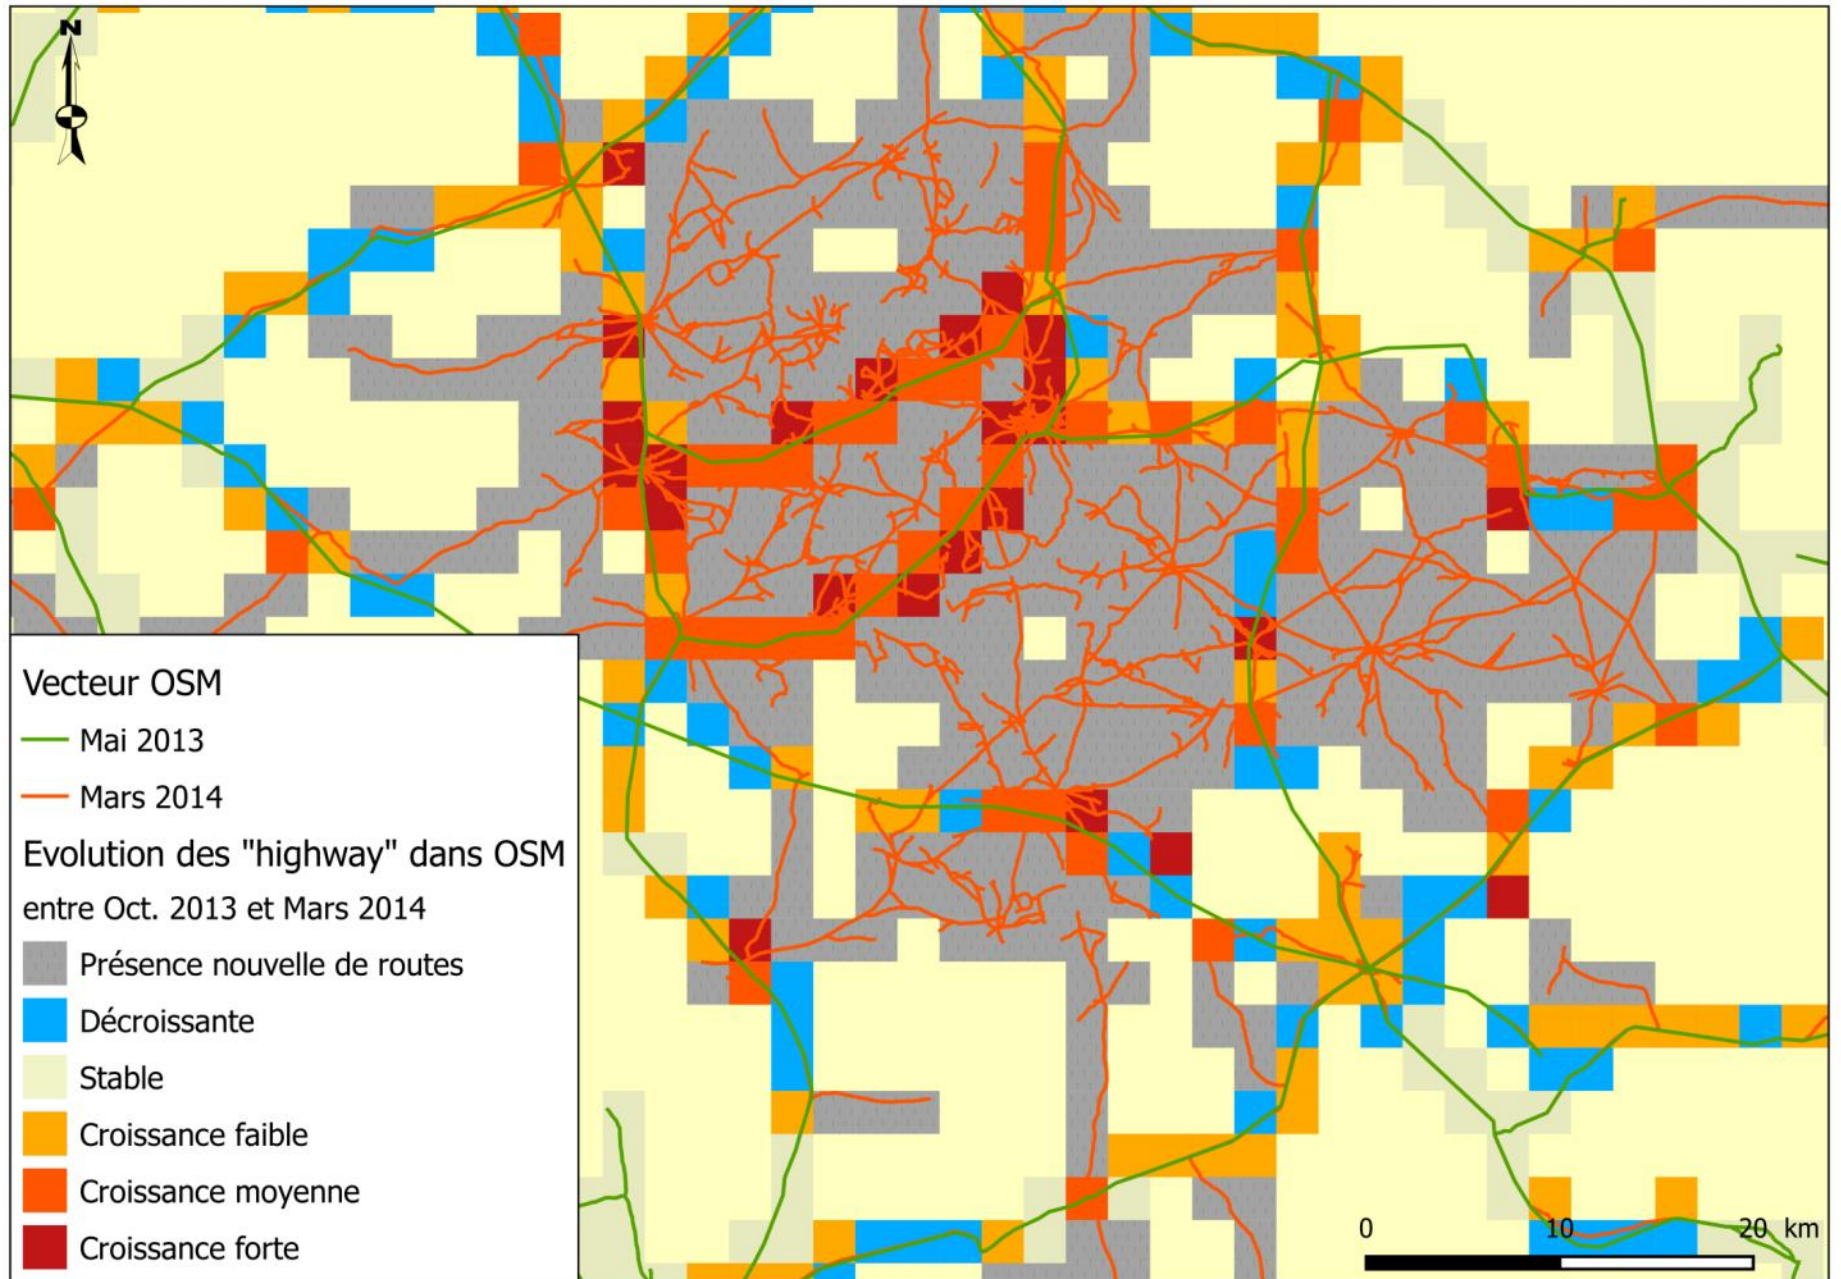 N
Vecteur OSM
Mai 2013
Mars 2014
Evolution des "highway" dans OSM
entre Oct. 2013 et Mars 2014
Présence nouvelle de routes
Décroissante
Stable
Croissance faible
Croissance moyenne
Croissance forte
0 10 20 km